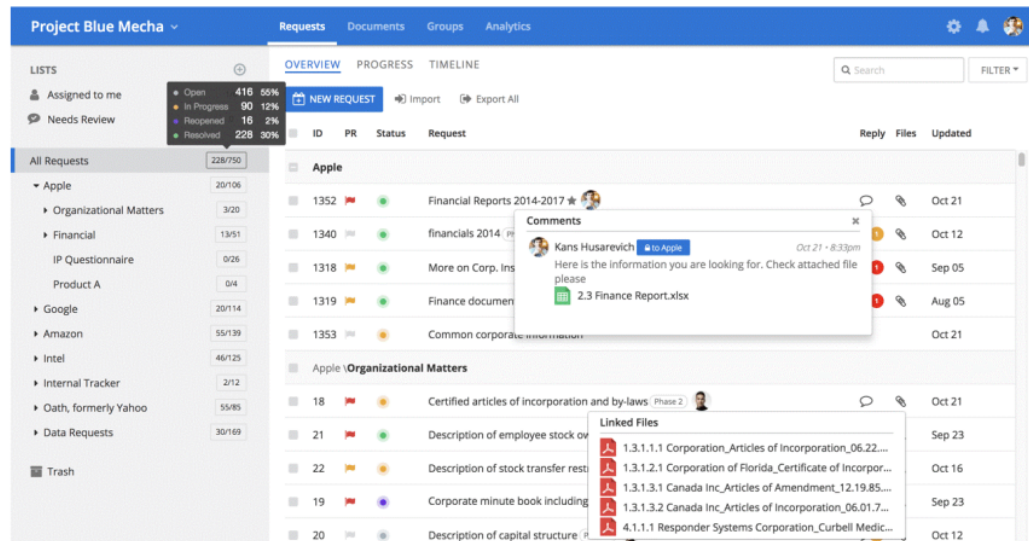 Project Blue Mecha
Requests Documents Groups Analytics
LISTS
Assigned to me
Needs Review
Open 416 55%
In Progress 90 12%
Reopened 16 2%
Resolved 228 30%
All Requests 228/750
Apple 20/106
Organizational Matters 3/20
Financial 13/51
IP Questionnaire 0/26
Product A 0/4
Google 20/114
Amazon 55/139
Intel 46/125
Internal Tracker 2/12
Oath, formerly Yahoo 55/85
Data Requests 30/169
Trash
OVERVIEW PROGRESS TIMELINE
Search
FILTER
NEW REQUEST Import Export All
ID PR Status Request Reply Files Updated
Apple
1352 Financial Reports 2014-2017 Oct 21
1340 financials 2014 1 Oct 12
1318 More on Corp. Ins 1 Sep 05
1319 Finance documen 1 Aug 05
1353 Common corporate information Oct 21
Comments
Kans Husarevich to Apple Oct 21 • 8:33pm
Here is the information you are looking for. Check attached file
please
2.3 Finance Report.xlsx
Apple \Organizational Matters
18 Certified articles of incorporation and by-laws Phase 2 Oct 21
21 Description of employee stock ow Sep 23
22 Description of stock transfer rest Oct 16
19 Corporate minute book including Sep 23
20 Description of capital structure Oct 12
Linked Files
1.3.1.1.1 Corporation_Articles of Incorporation_06.22....
1.3.1.2.1 Corporation of Florida_Certificate of Incorpor...
1.3.1.3.1 Canada Inc_Articles of Amendment_12.19.85....
1.3.1.3.2 Canada Inc_Articles of Incorporation_06.01.7...
4.1.1.1 Responder Systems Corporation_Curbell Medic...